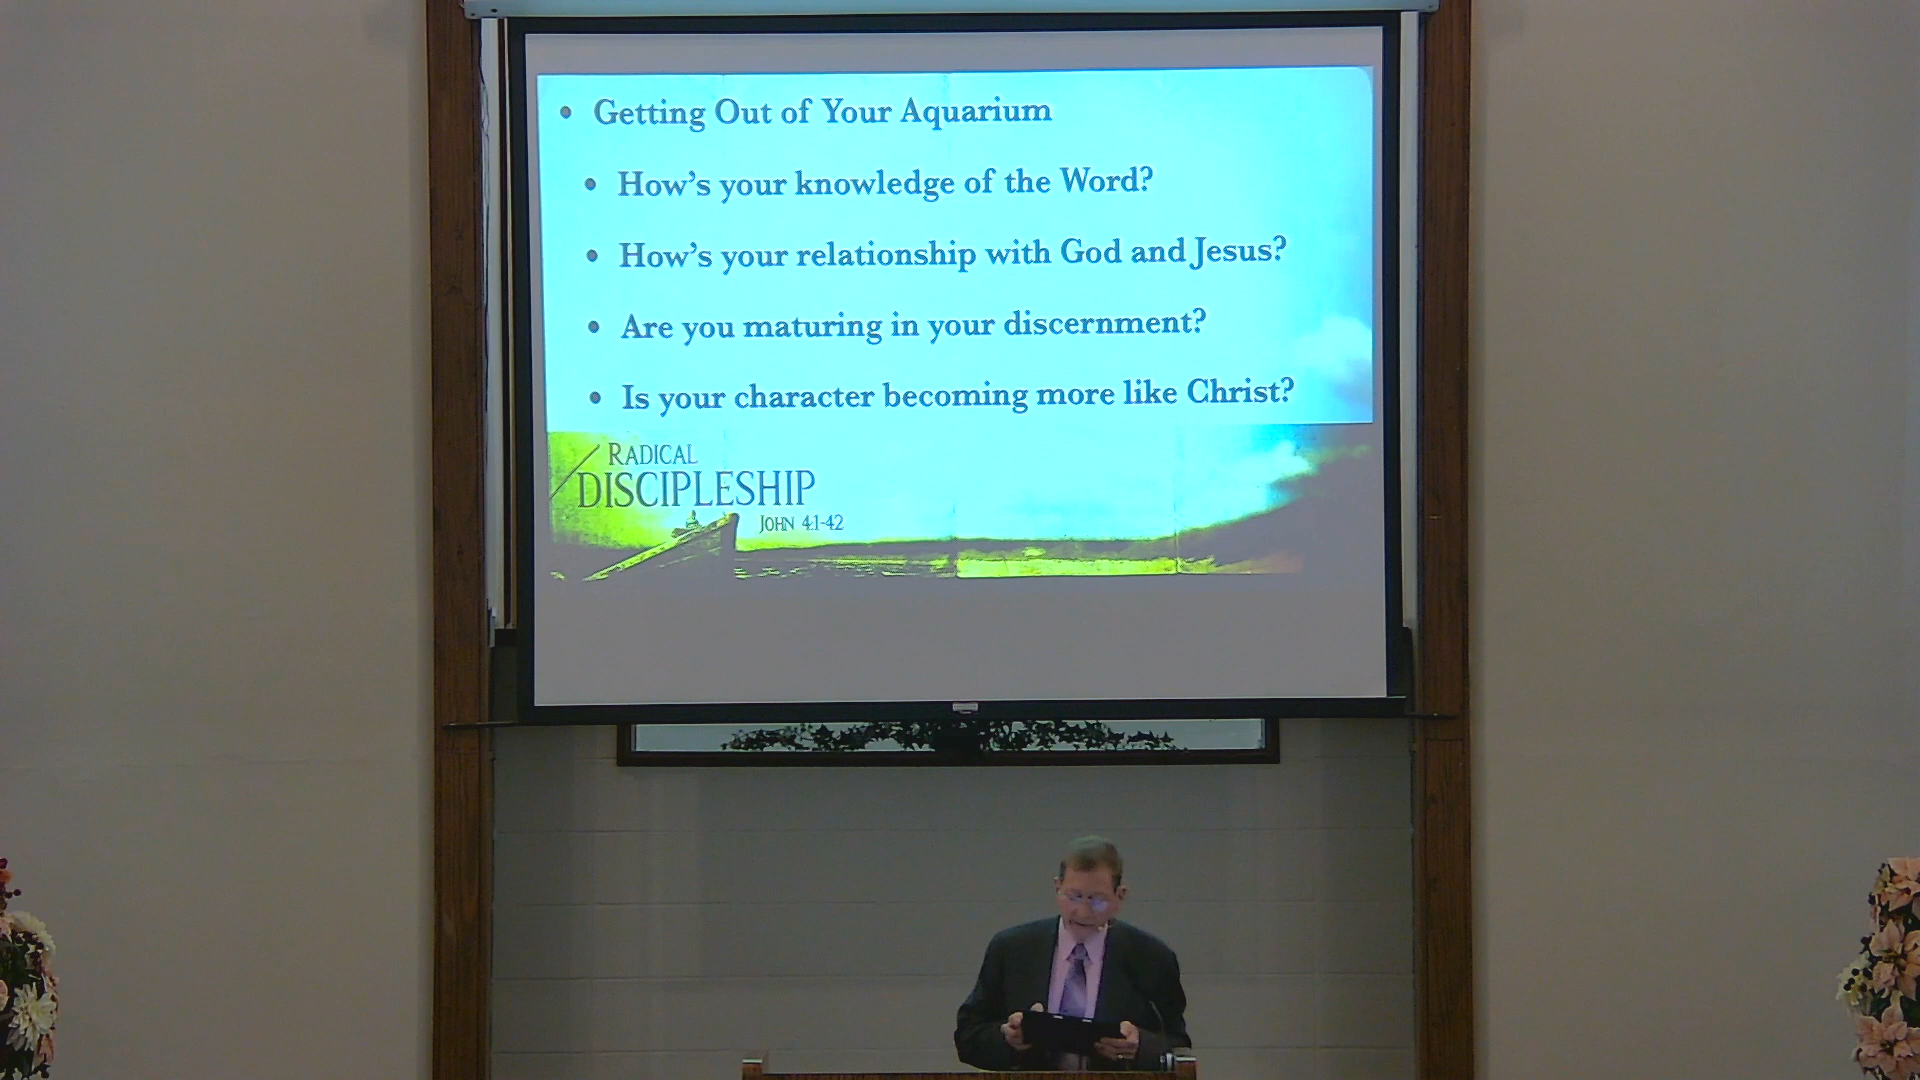 • Getting Out of Your Aquarium
• How's your knowledge of the Word?
• How's your relationship with God and Jesus?
• Are you maturing in your discernment?
• Is your character becoming more like Christ?
RADICAL
DISCIPLESHIP
JOHN 4:1-42